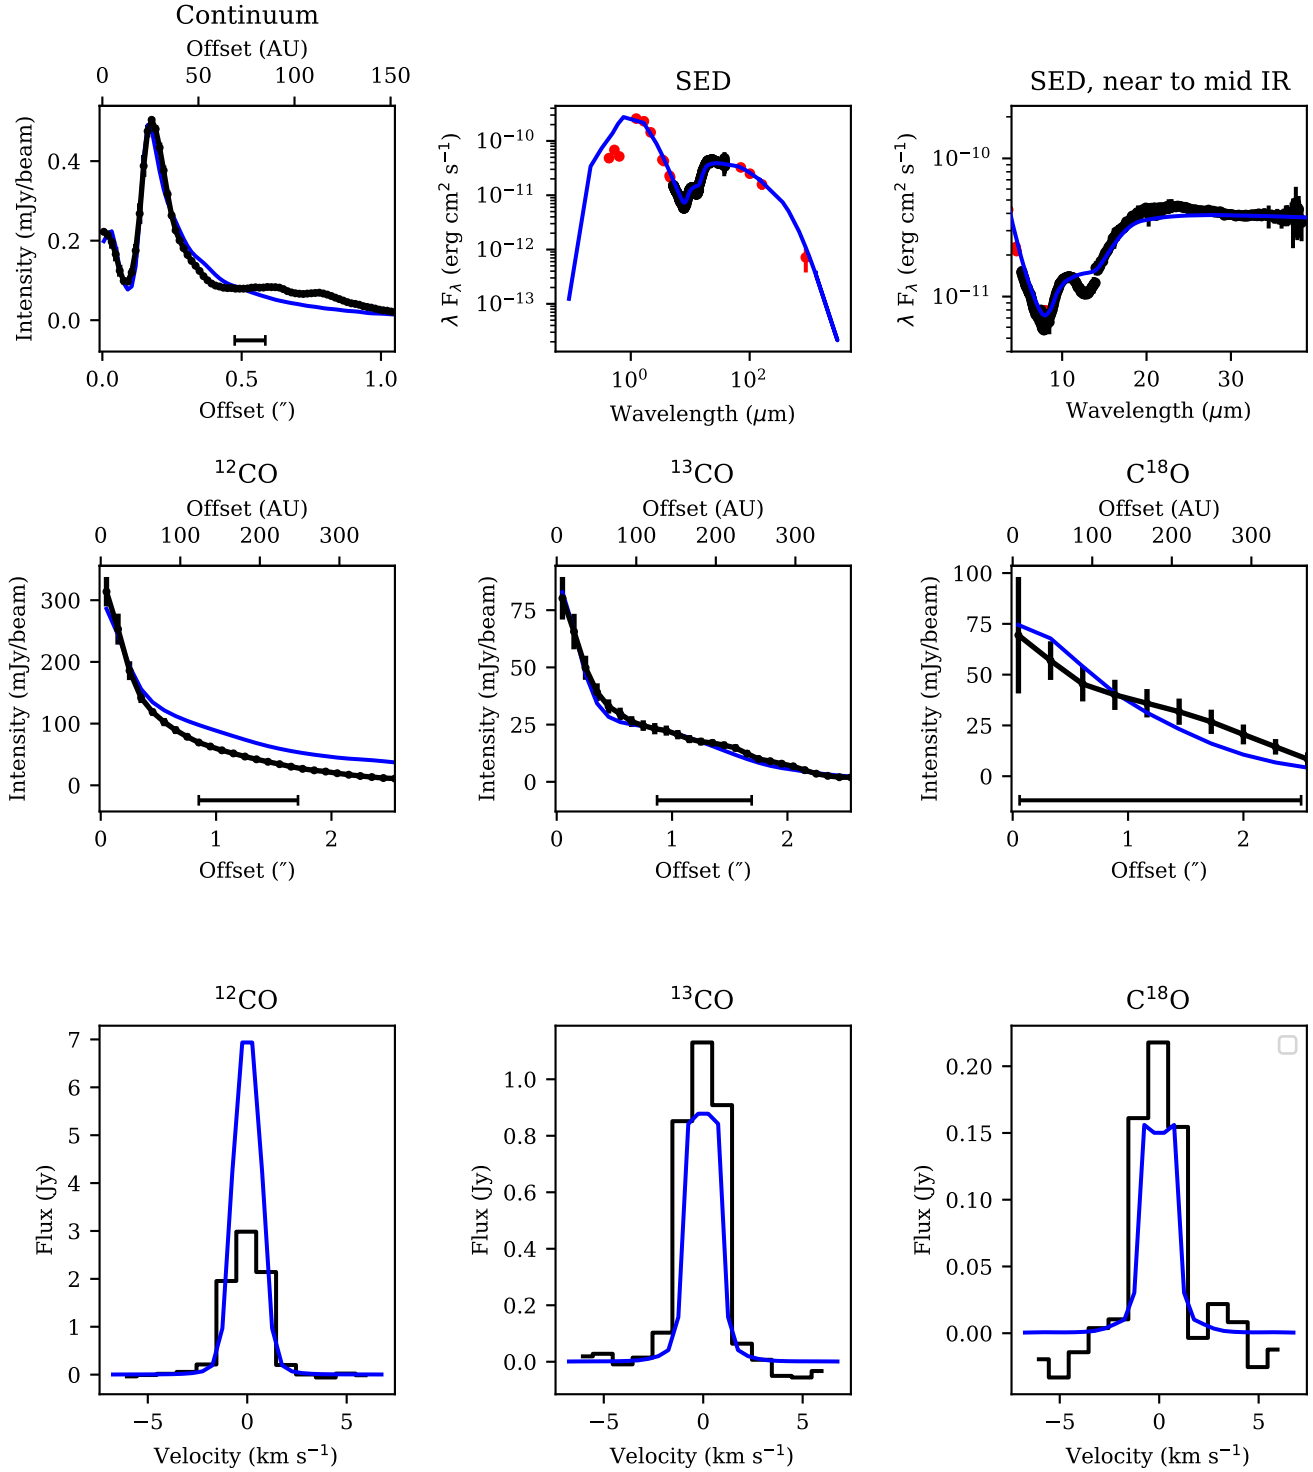 Continuum
Offset (AU)
0 50 100 150
Intensity (mJy/beam)
0.4
0.2
0.0
0.0 0.5 1.0
Offset (″)
SED
λ F_λ (erg cm² s⁻¹)
10⁻¹⁰
10⁻¹¹
10⁻¹²
10⁻¹³
10⁰ 10²
Wavelength (μm)
SED, near to mid IR
λ F_λ (erg cm² s⁻¹)
10⁻¹⁰
10⁻¹¹
10 20 30
Wavelength (μm)
¹²CO
Offset (AU)
0 100 200 300
Intensity (mJy/beam)
300
200
100
0
0 1 2
Offset (″)
¹³CO
Offset (AU)
0 100 200 300
Intensity (mJy/beam)
75
50
25
0
0 1 2
Offset (″)
C¹⁸O
Offset (AU)
0 100 200 300
Intensity (mJy/beam)
100
75
50
25
0
0 1 2
Offset (″)
¹²CO
Flux (Jy)
7
6
5
4
3
2
1
0
−5 0 5
Velocity (km s⁻¹)
¹³CO
Flux (Jy)
1.0
0.8
0.6
0.4
0.2
0.0
−5 0 5
Velocity (km s⁻¹)
C¹⁸O
Flux (Jy)
0.20
0.15
0.10
0.05
0.00
−5 0 5
Velocity (km s⁻¹)